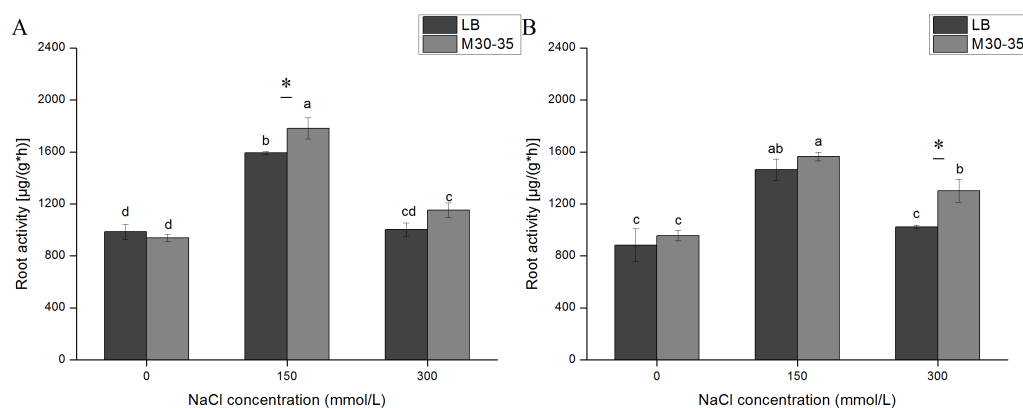 A
LB
M30-35
2400
2000
1600
1200
800
400
0
Root activity [µg/(g*h)]
d
d
b
*
a
cd
c
0
150
300
NaCl concentration (mmol/L)
B
LB
M30-35
2400
2000
1600
1200
800
400
0
Root activity [µg/(g*h)]
c
c
ab
a
c
*
b
0
150
300
NaCl concentration (mmol/L)